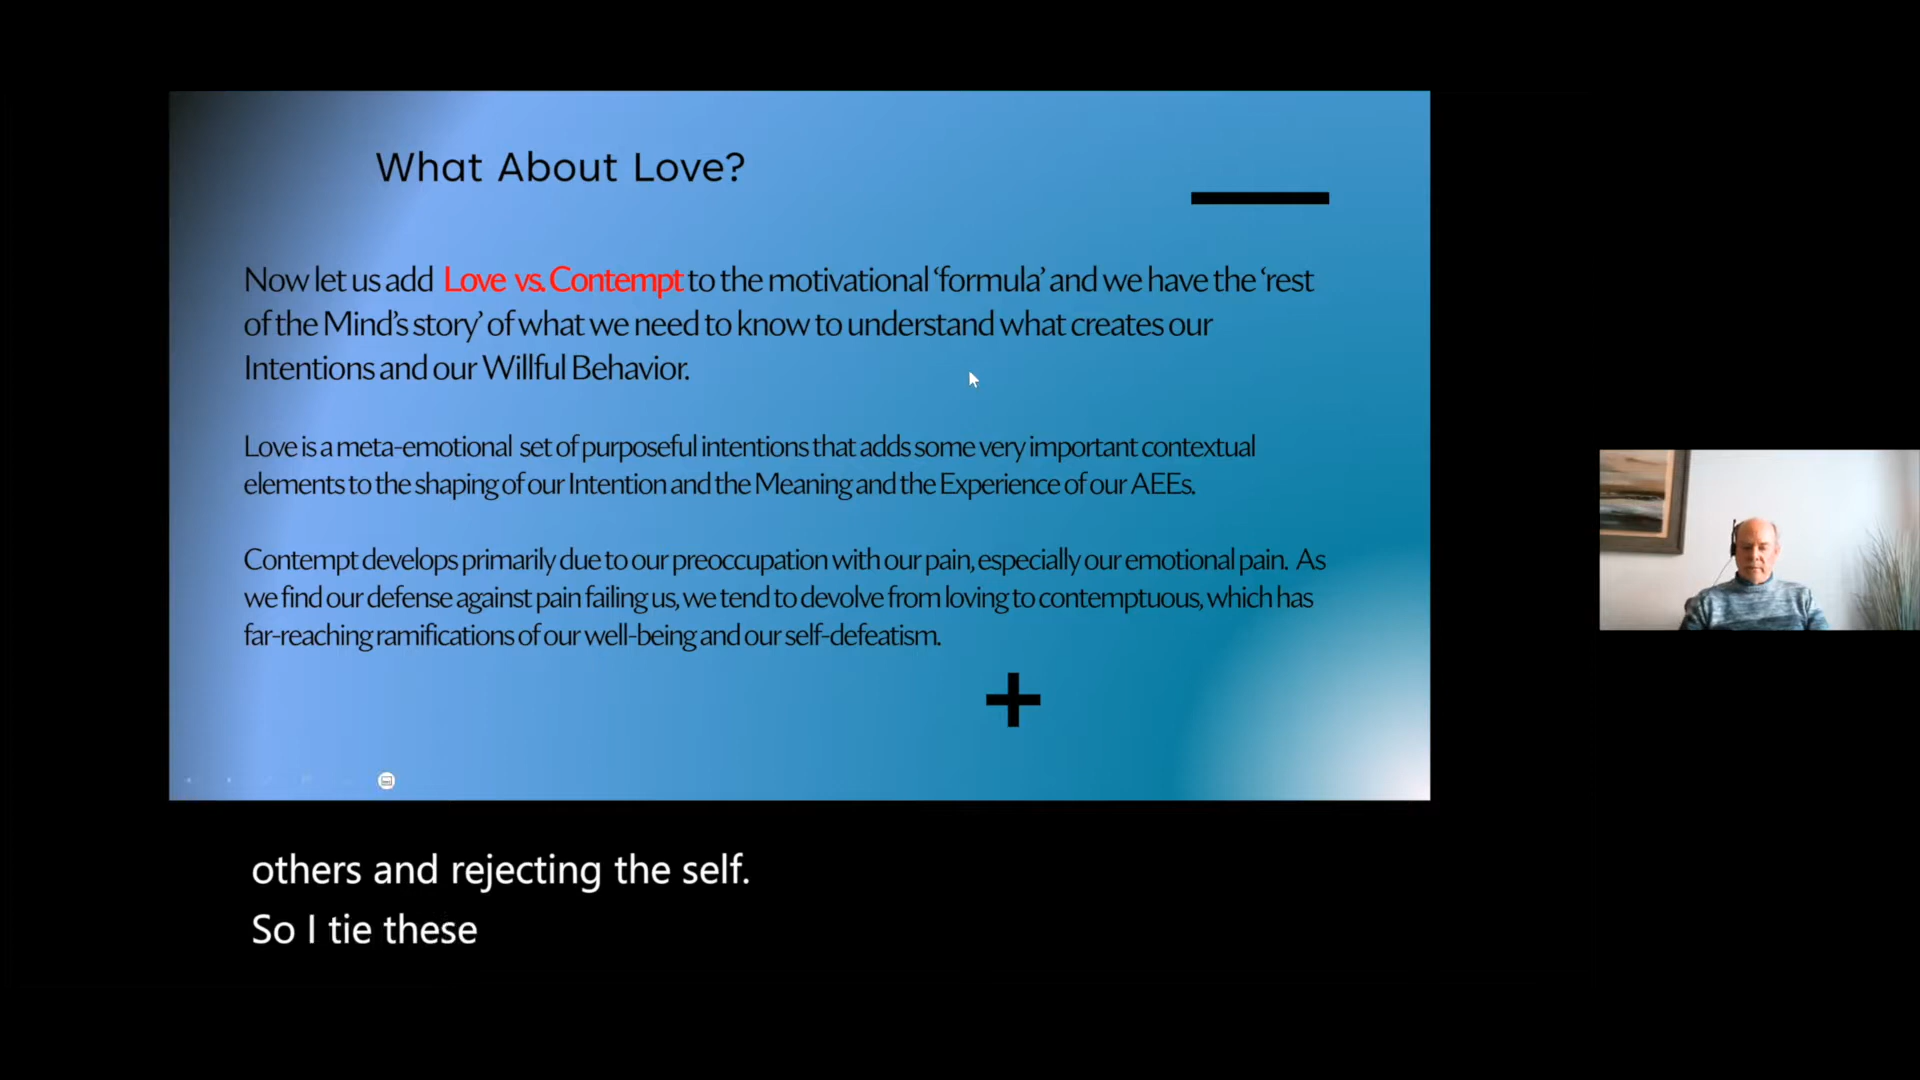 What About Love?
Now let us add Love vs. Contempt to the motivational ‘formula’ and we have the ‘rest
of the Mind’s story’ of what we need to know to understand what creates our
Intentions and our Willful Behavior.
Love is a meta-emotional set of purposeful intentions that adds some very important contextual
elements to the shaping of our Intention and the Meaning and the Experience of our AEEs.
Contempt develops primarily due to our preoccupation with our pain, especially our emotional pain. As
we find our defense against pain failing us, we tend to devolve from loving to contemptuous, which has
far-reaching ramifications of our well-being and our self-defeatism.
others and rejecting the self.
So I tie these